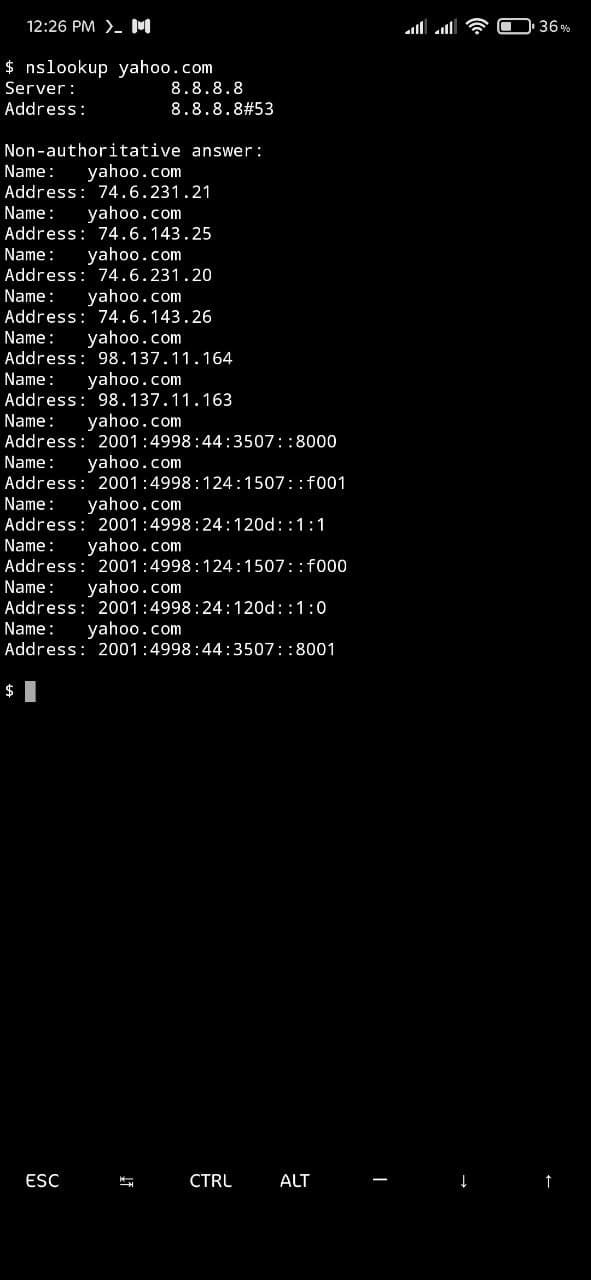 12:26 PM
36%
$ nslookup yahoo.com
Server:         8.8.8.8
Address:        8.8.8.8#53

Non-authoritative answer:
Name:   yahoo.com
Address: 74.6.231.21
Name:   yahoo.com
Address: 74.6.143.25
Name:   yahoo.com
Address: 74.6.231.20
Name:   yahoo.com
Address: 74.6.143.26
Name:   yahoo.com
Address: 98.137.11.164
Name:   yahoo.com
Address: 98.137.11.163
Name:   yahoo.com
Address: 2001:4998:44:3507::8000
Name:   yahoo.com
Address: 2001:4998:124:1507::f001
Name:   yahoo.com
Address: 2001:4998:24:120d::1:1
Name:   yahoo.com
Address: 2001:4998:124:1507::f000
Name:   yahoo.com
Address: 2001:4998:24:120d::1:0
Name:   yahoo.com
Address: 2001:4998:44:3507::8001

$
ESC ↹ CTRL ALT — ↓ ↑